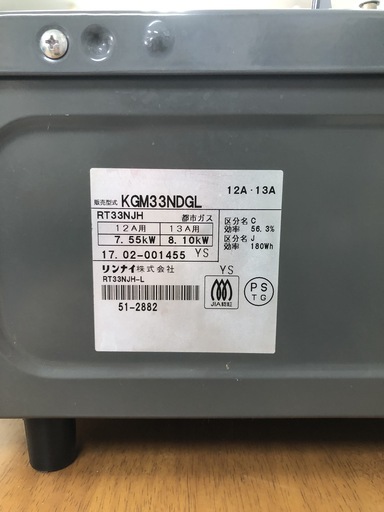 販売型式 KGM33NDGL 12A・13A
RT33NJH 都市ガス
12A用 13A用
7.55kW 8.10kW
区分名 C
効率 56.3%
区分名 J
効率 180Wh
17.02-001455 YS
リンナイ株式会社 YS
RT33NJH-L
51-2882
JIA認証
PS
TG